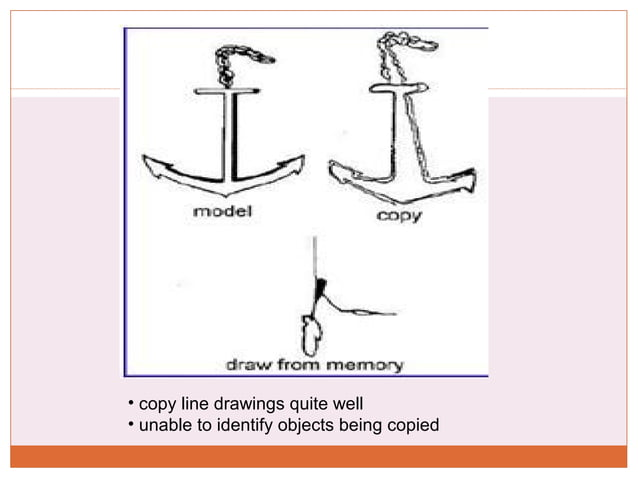 model
copy
draw from memory
• copy line drawings quite well
• unable to identify objects being copied